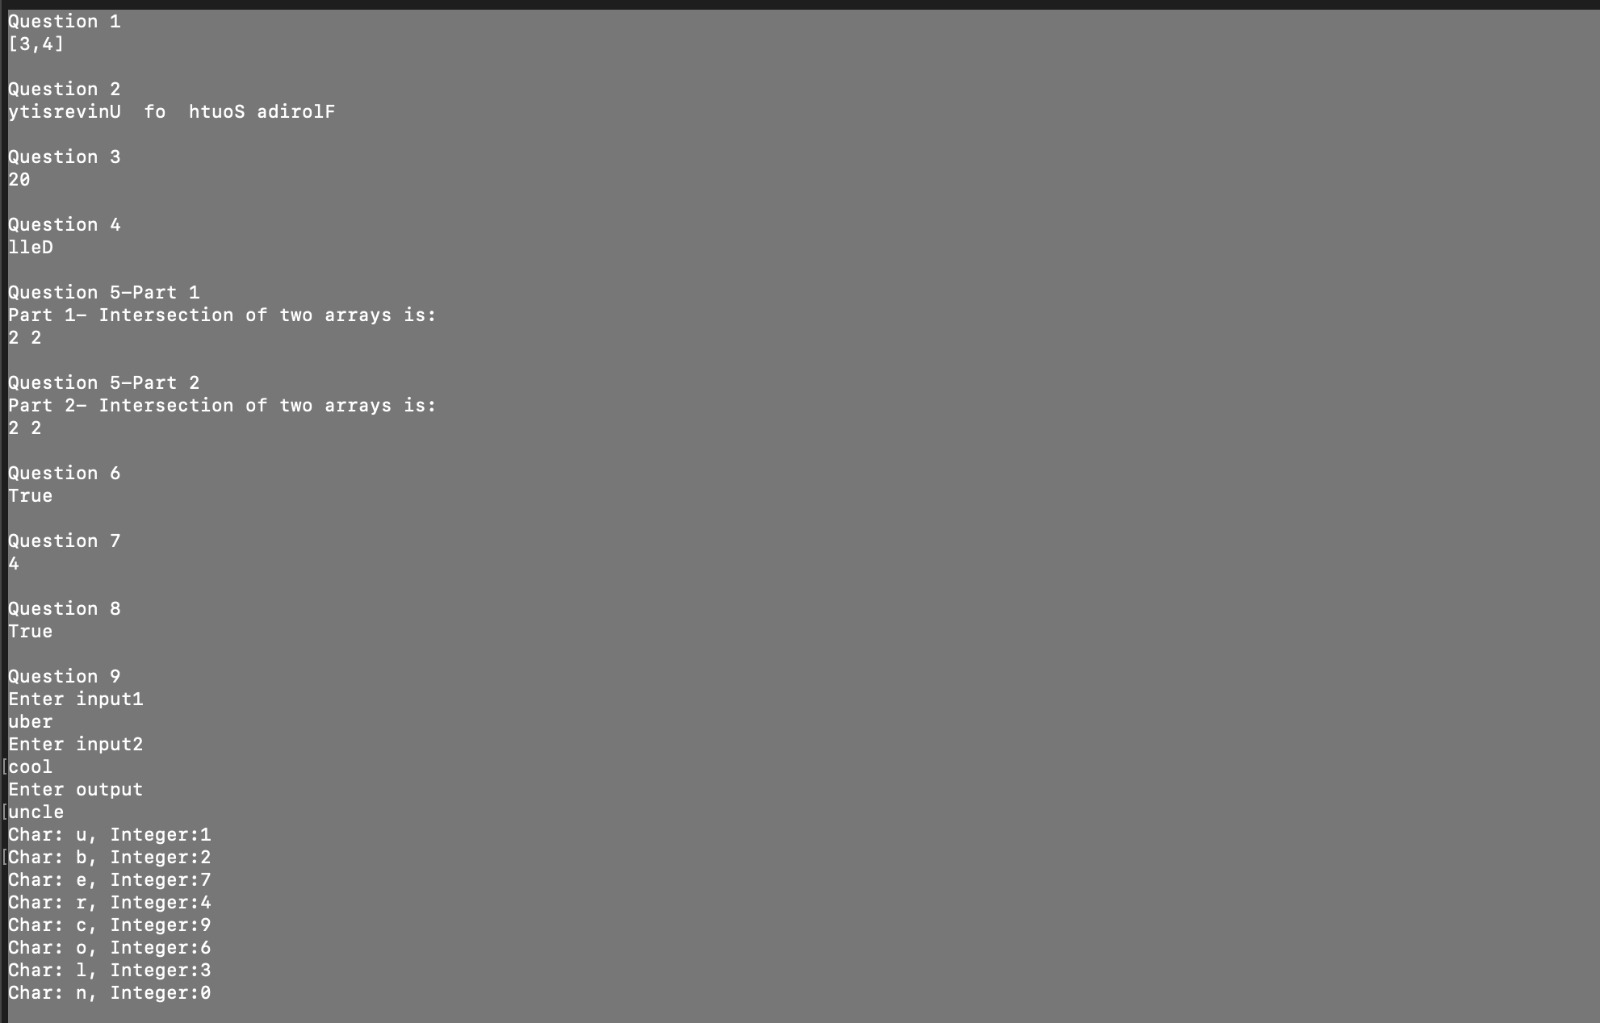 Question 1
[3,4]
Question 2
ytisrevinU  fo  htuoS adirolF
Question 3
20
Question 4
lleD
Question 5-Part 1
Part 1- Intersection of two arrays is:
2 2
Question 5-Part 2
Part 2- Intersection of two arrays is:
2 2
Question 6
True
Question 7
4
Question 8
True
Question 9
Enter input1
uber
Enter input2
[cool
Enter output
[uncle
Char: u, Integer:1
[Char: b, Integer:2
Char: e, Integer:7
Char: r, Integer:4
Char: c, Integer:9
Char: o, Integer:6
Char: l, Integer:3
Char: n, Integer:0